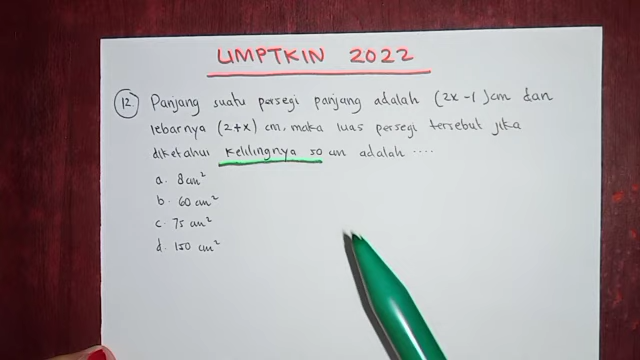 UMPTKIN 2022
12 Panjang suatu persegi panjang adalah (2x-1)cm dan
lebarnya (2+x) cm, maka luas persegi tersebut jika
diketahui kelilingnya 50 cm adalah ....
a. 8 cm²
b. 60 cm²
c. 75 cm²
d. 150 cm²